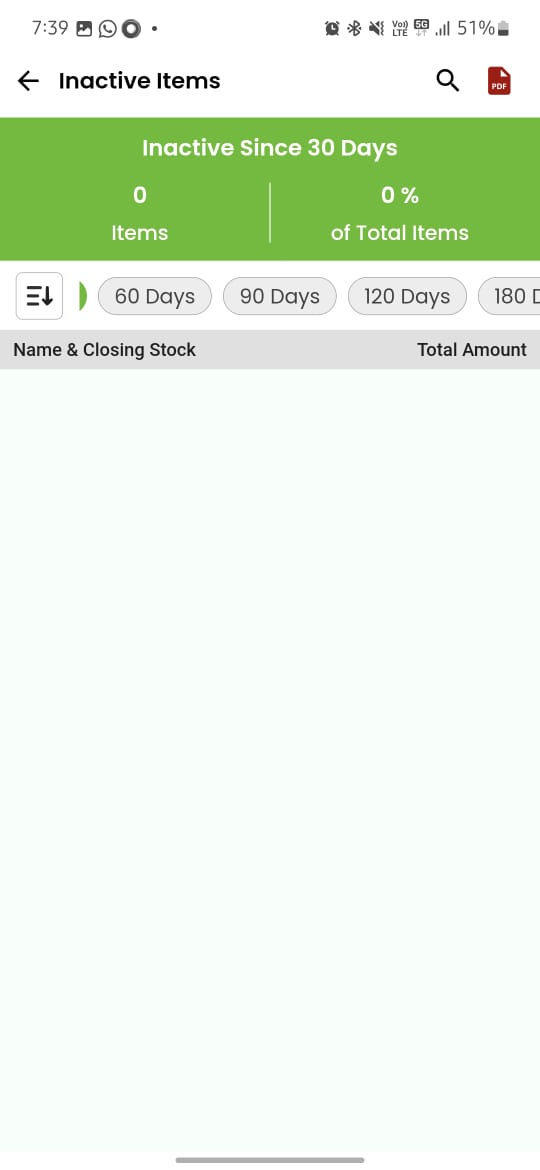 7:39 Vo)) LTE 5G 51%
Inactive Items PDF
Inactive Since 30 Days
0 0 %
Items of Total Items
60 Days 90 Days 120 Days 180 D
Name & Closing Stock Total Amount